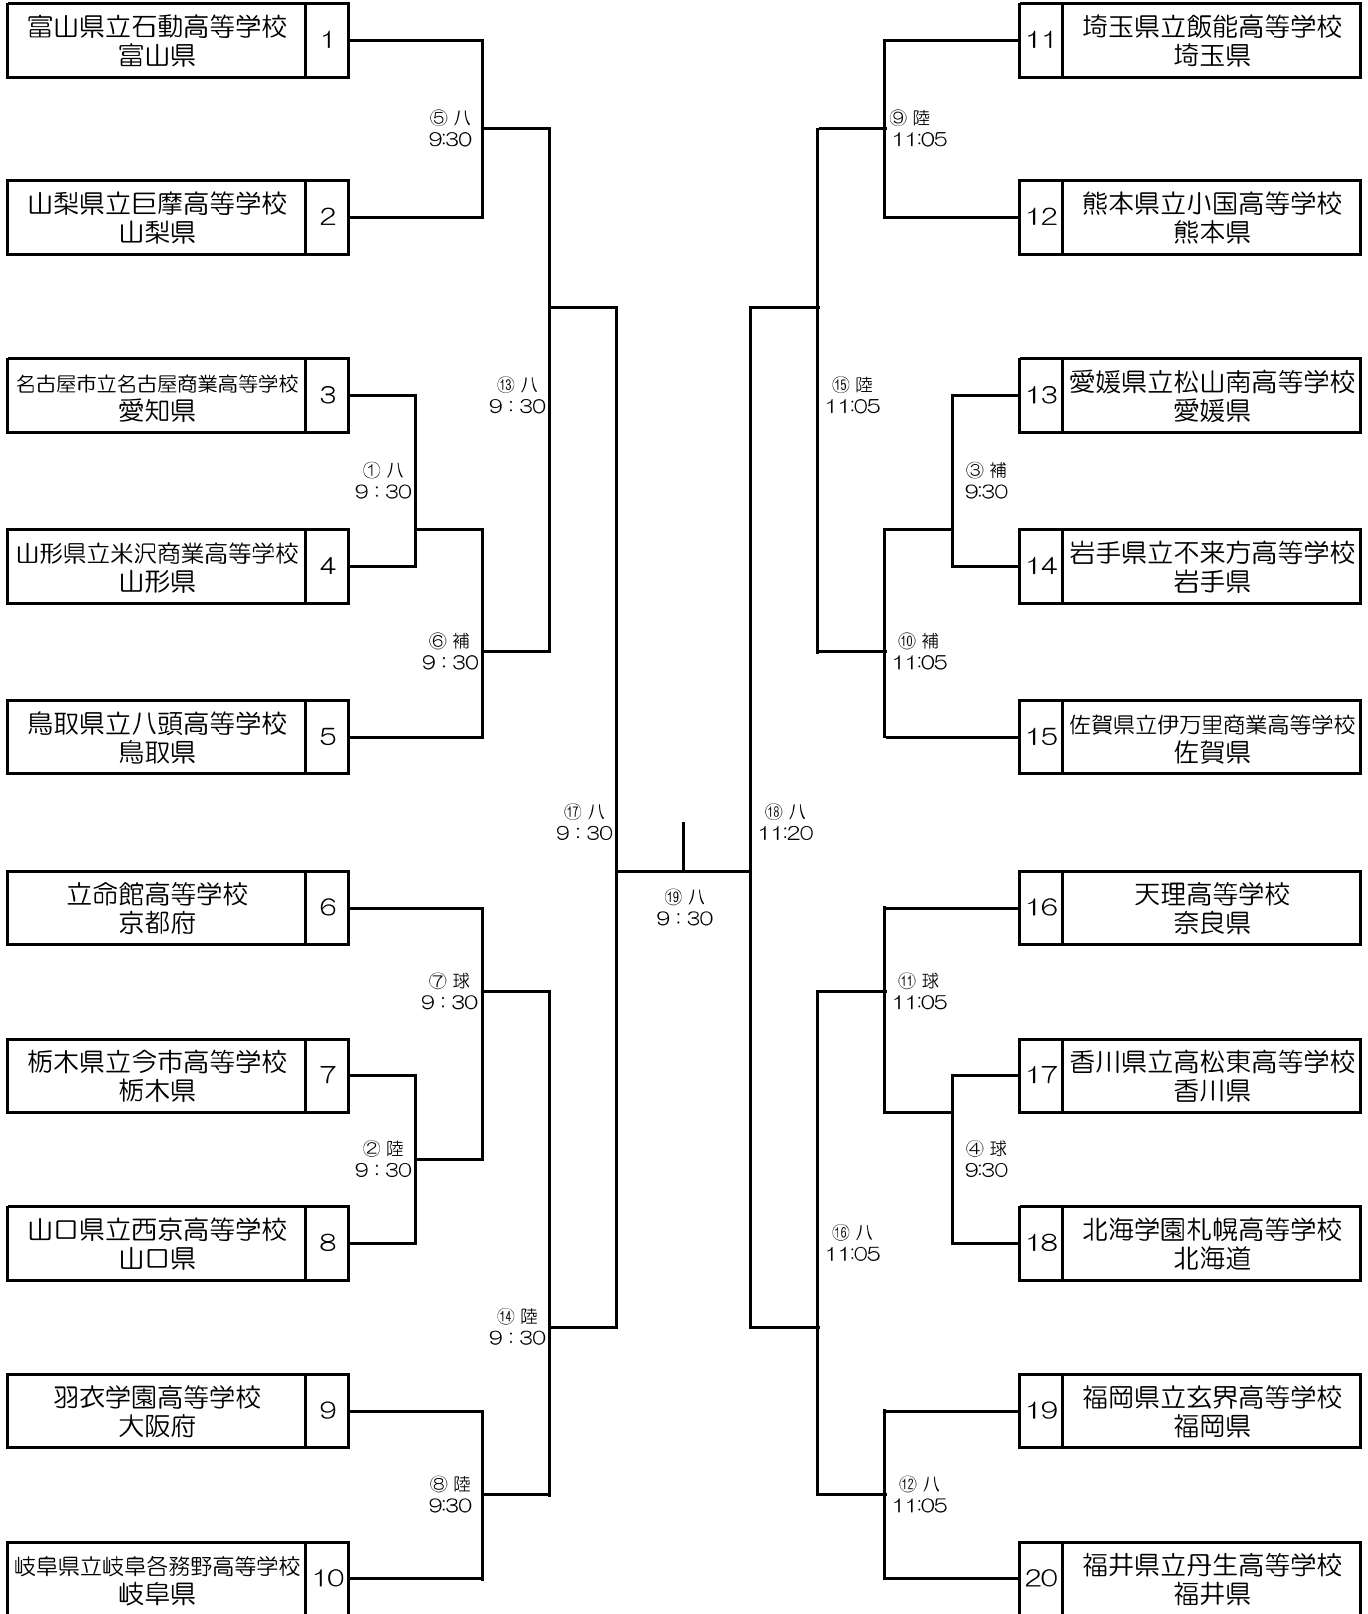 富山県立石動高等学校
富山県
1
⑤ 八
9:30
山梨県立巨摩高等学校
山梨県
2
名古屋市立名古屋商業高等学校
愛知県
3
⑬ 八
9：30
① 八
9：30
山形県立米沢商業高等学校
山形県
4
⑥ 補
9：30
鳥取県立八頭高等学校
鳥取県
5
⑰ 八
9：30
立命館高等学校
京都府
6
⑦ 球
9：30
栃木県立今市高等学校
栃木県
7
② 陸
9：30
山口県立西京高等学校
山口県
8
⑭ 陸
9：30
羽衣学園高等学校
大阪府
9
⑧ 陸
9:30
岐阜県立岐阜各務野高等学校
岐阜県
10
⑲ 八
9：30
11
埼玉県立飯能高等学校
埼玉県
⑨ 陸
11:05
12
熊本県立小国高等学校
熊本県
⑮ 陸
11:05
13
愛媛県立松山南高等学校
愛媛県
③ 補
9:30
14
岩手県立不来方高等学校
岩手県
⑩ 補
11:05
15
佐賀県立伊万里商業高等学校
佐賀県
⑱ 八
11:20
16
天理高等学校
奈良県
⑪ 球
11:05
17
香川県立高松東高等学校
香川県
④ 球
9:30
18
北海学園札幌高等学校
北海道
⑯ 八
11:05
19
福岡県立玄界高等学校
福岡県
⑫ 八
11:05
20
福井県立丹生高等学校
福井県